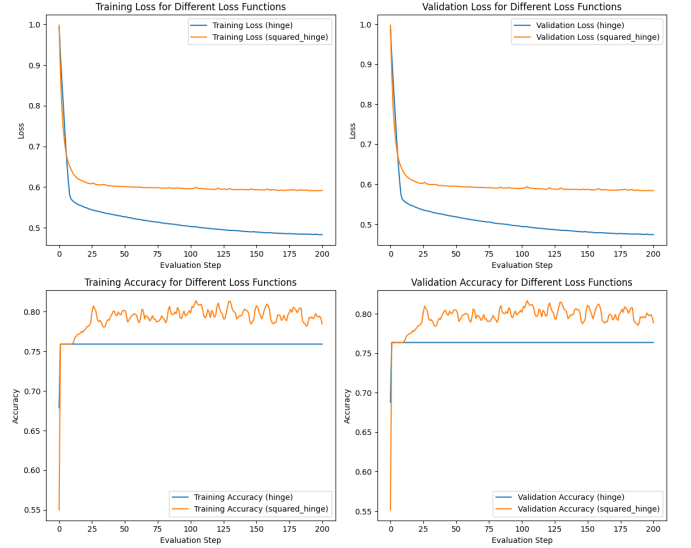 Training Loss for Different Loss Functions
Training Loss (hinge)
Training Loss (squared_hinge)
1.0
0.9
0.8
0.7
0.6
0.5
Loss
0 25 50 75 100 125 150 175 200
Evaluation Step
Validation Loss for Different Loss Functions
Validation Loss (hinge)
Validation Loss (squared_hinge)
1.0
0.9
0.8
0.7
0.6
0.5
Loss
0 25 50 75 100 125 150 175 200
Evaluation Step
Training Accuracy for Different Loss Functions
0.80
0.75
0.70
0.65
0.60
0.55
Accuracy
Training Accuracy (hinge)
Training Accuracy (squared_hinge)
0 25 50 75 100 125 150 175 200
Evaluation Step
Validation Accuracy for Different Loss Functions
0.80
0.75
0.70
0.65
0.60
0.55
Accuracy
Validation Accuracy (hinge)
Validation Accuracy (squared_hinge)
0 25 50 75 100 125 150 175 200
Evaluation Step